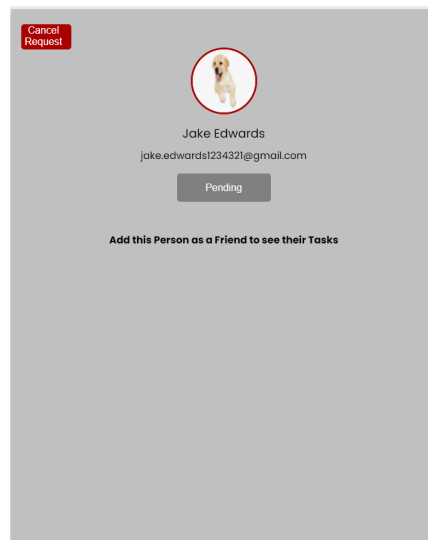 Cancel
Request
Jake Edwards
jake.edwards1234321@gmail.com
Pending
Add this Person as a Friend to see their Tasks